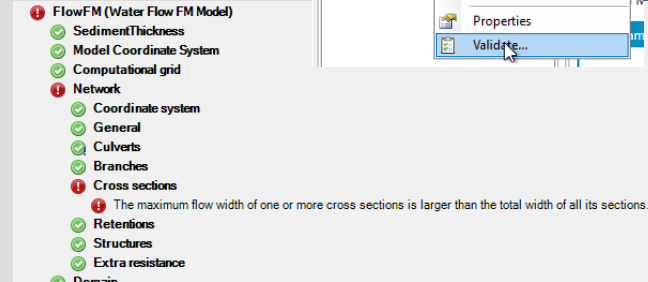 FlowFM (Water Flow FM Model)
SedimentThickness
Model Coordinate System
Computational grid
Network
Coordinate system
General
Culverts
Branches
Cross sections
The maximum flow width of one or more cross sections is larger than the total width of all its sections.
Retentions
Structures
Extra resistance
Domain
Properties
Validate...